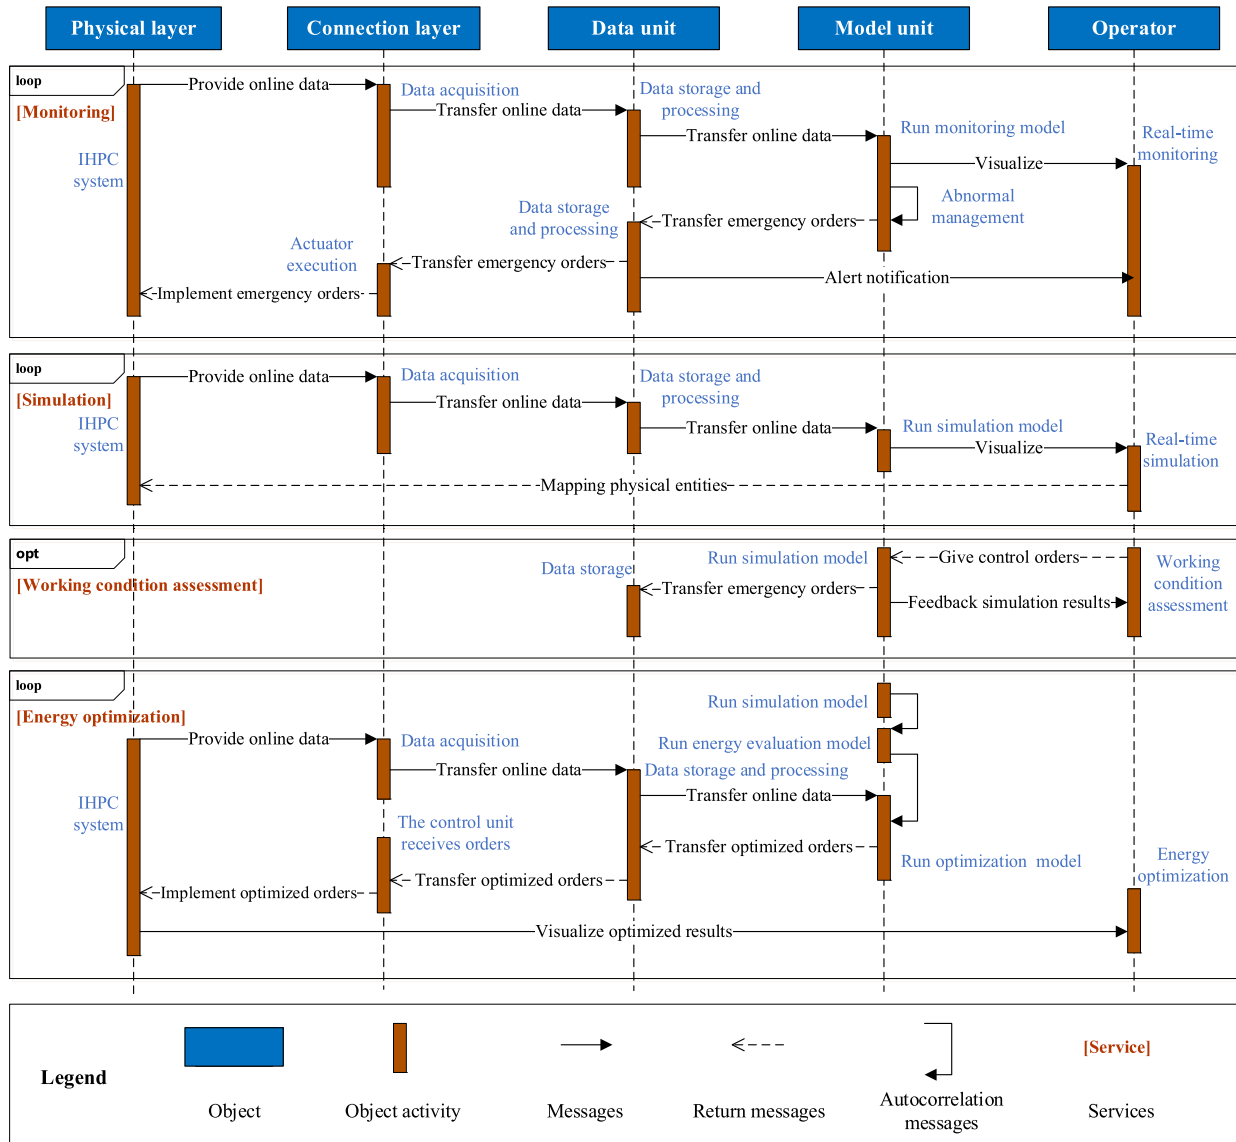 Physical layer
Connection layer
Data unit
Model unit
Operator
loop
[Monitoring]
Provide online data
Data acquisition
Transfer online data
Data storage and
processing
Transfer online data
Run monitoring model
Real-time
monitoring
Visualize
IHPC
system
Abnormal
management
Transfer emergency orders
Data storage
and processing
Actuator
execution
Transfer emergency orders
Alert notification
Implement emergency orders
loop
[Simulation]
Provide online data
Data acquisition
Transfer online data
Data storage and
processing
IHPC
system
Transfer online data
Run simulation model
Visualize
Real-time
simulation
Mapping physical entities
opt
[Working condition assessment]
Data storage
Run simulation model
Give control orders
Working
condition
assessment
Transfer emergency orders
Feedback simulation results
loop
[Energy optimization]
Run simulation model
Provide online data
Data acquisition
Run energy evaluation model
Transfer online data
Data storage and processing
Transfer online data
IHPC
system
The control unit
receives orders
Transfer optimized orders
Run optimization model
Energy
optimization
Transfer optimized orders
Implement optimized orders
Visualize optimized results
Legend
Object
Object activity
Messages
Return messages
Autocorrelation
messages
[Service]
Services